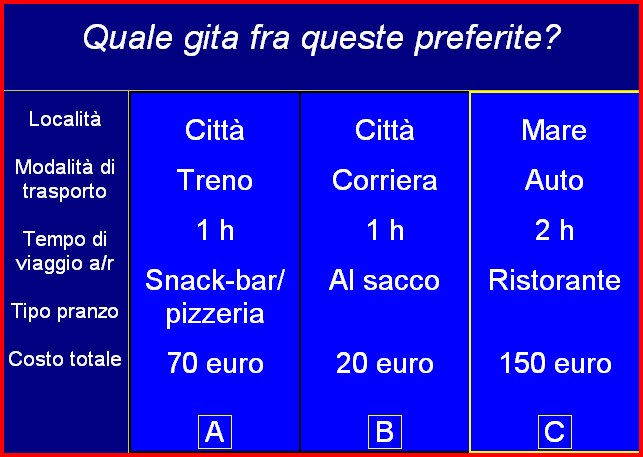 Quale gita fra queste preferite?
Località
Città
Città
Mare
Modalità di
trasporto
Treno
Corriera
Auto
Tempo di
viaggio a/r
1 h
1 h
2 h
Tipo pranzo
Snack-bar/
pizzeria
Al sacco
Ristorante
Costo totale
70 euro
20 euro
150 euro
A
B
C